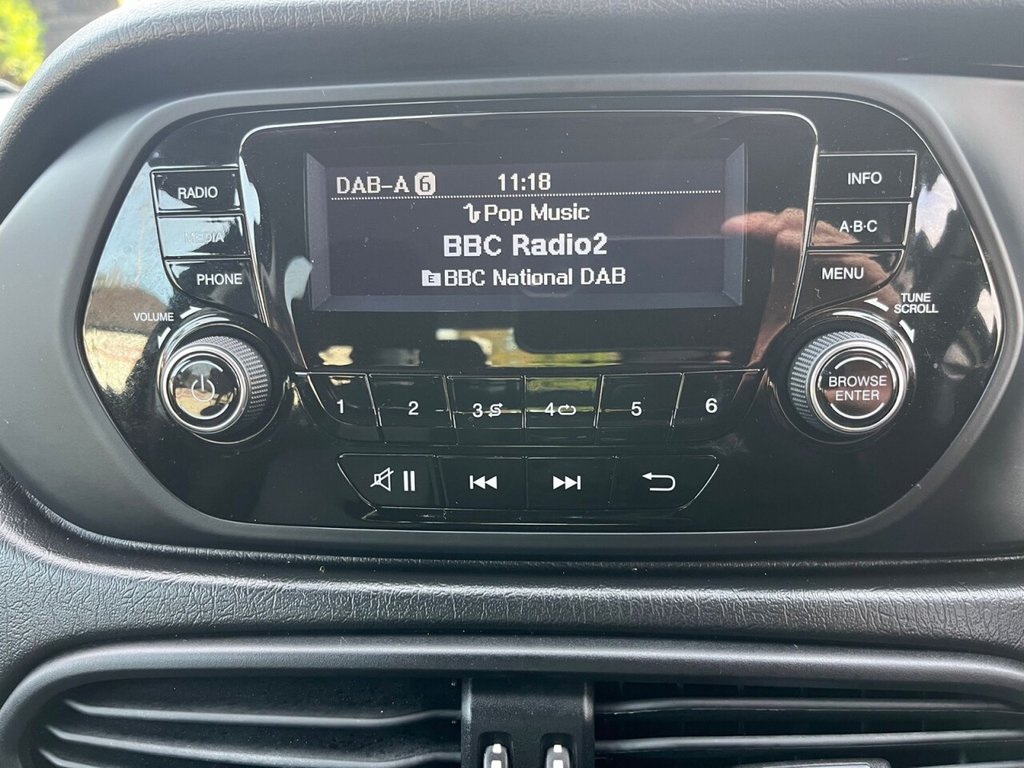 RADIO
MEDIA
PHONE
VOLUME
DAB-A 6 11:18
Pop Music
BBC Radio2
BBC National DAB
INFO
A·B·C
MENU
TUNE
SCROLL
BROWSE
ENTER
1 2 3 4 5 6